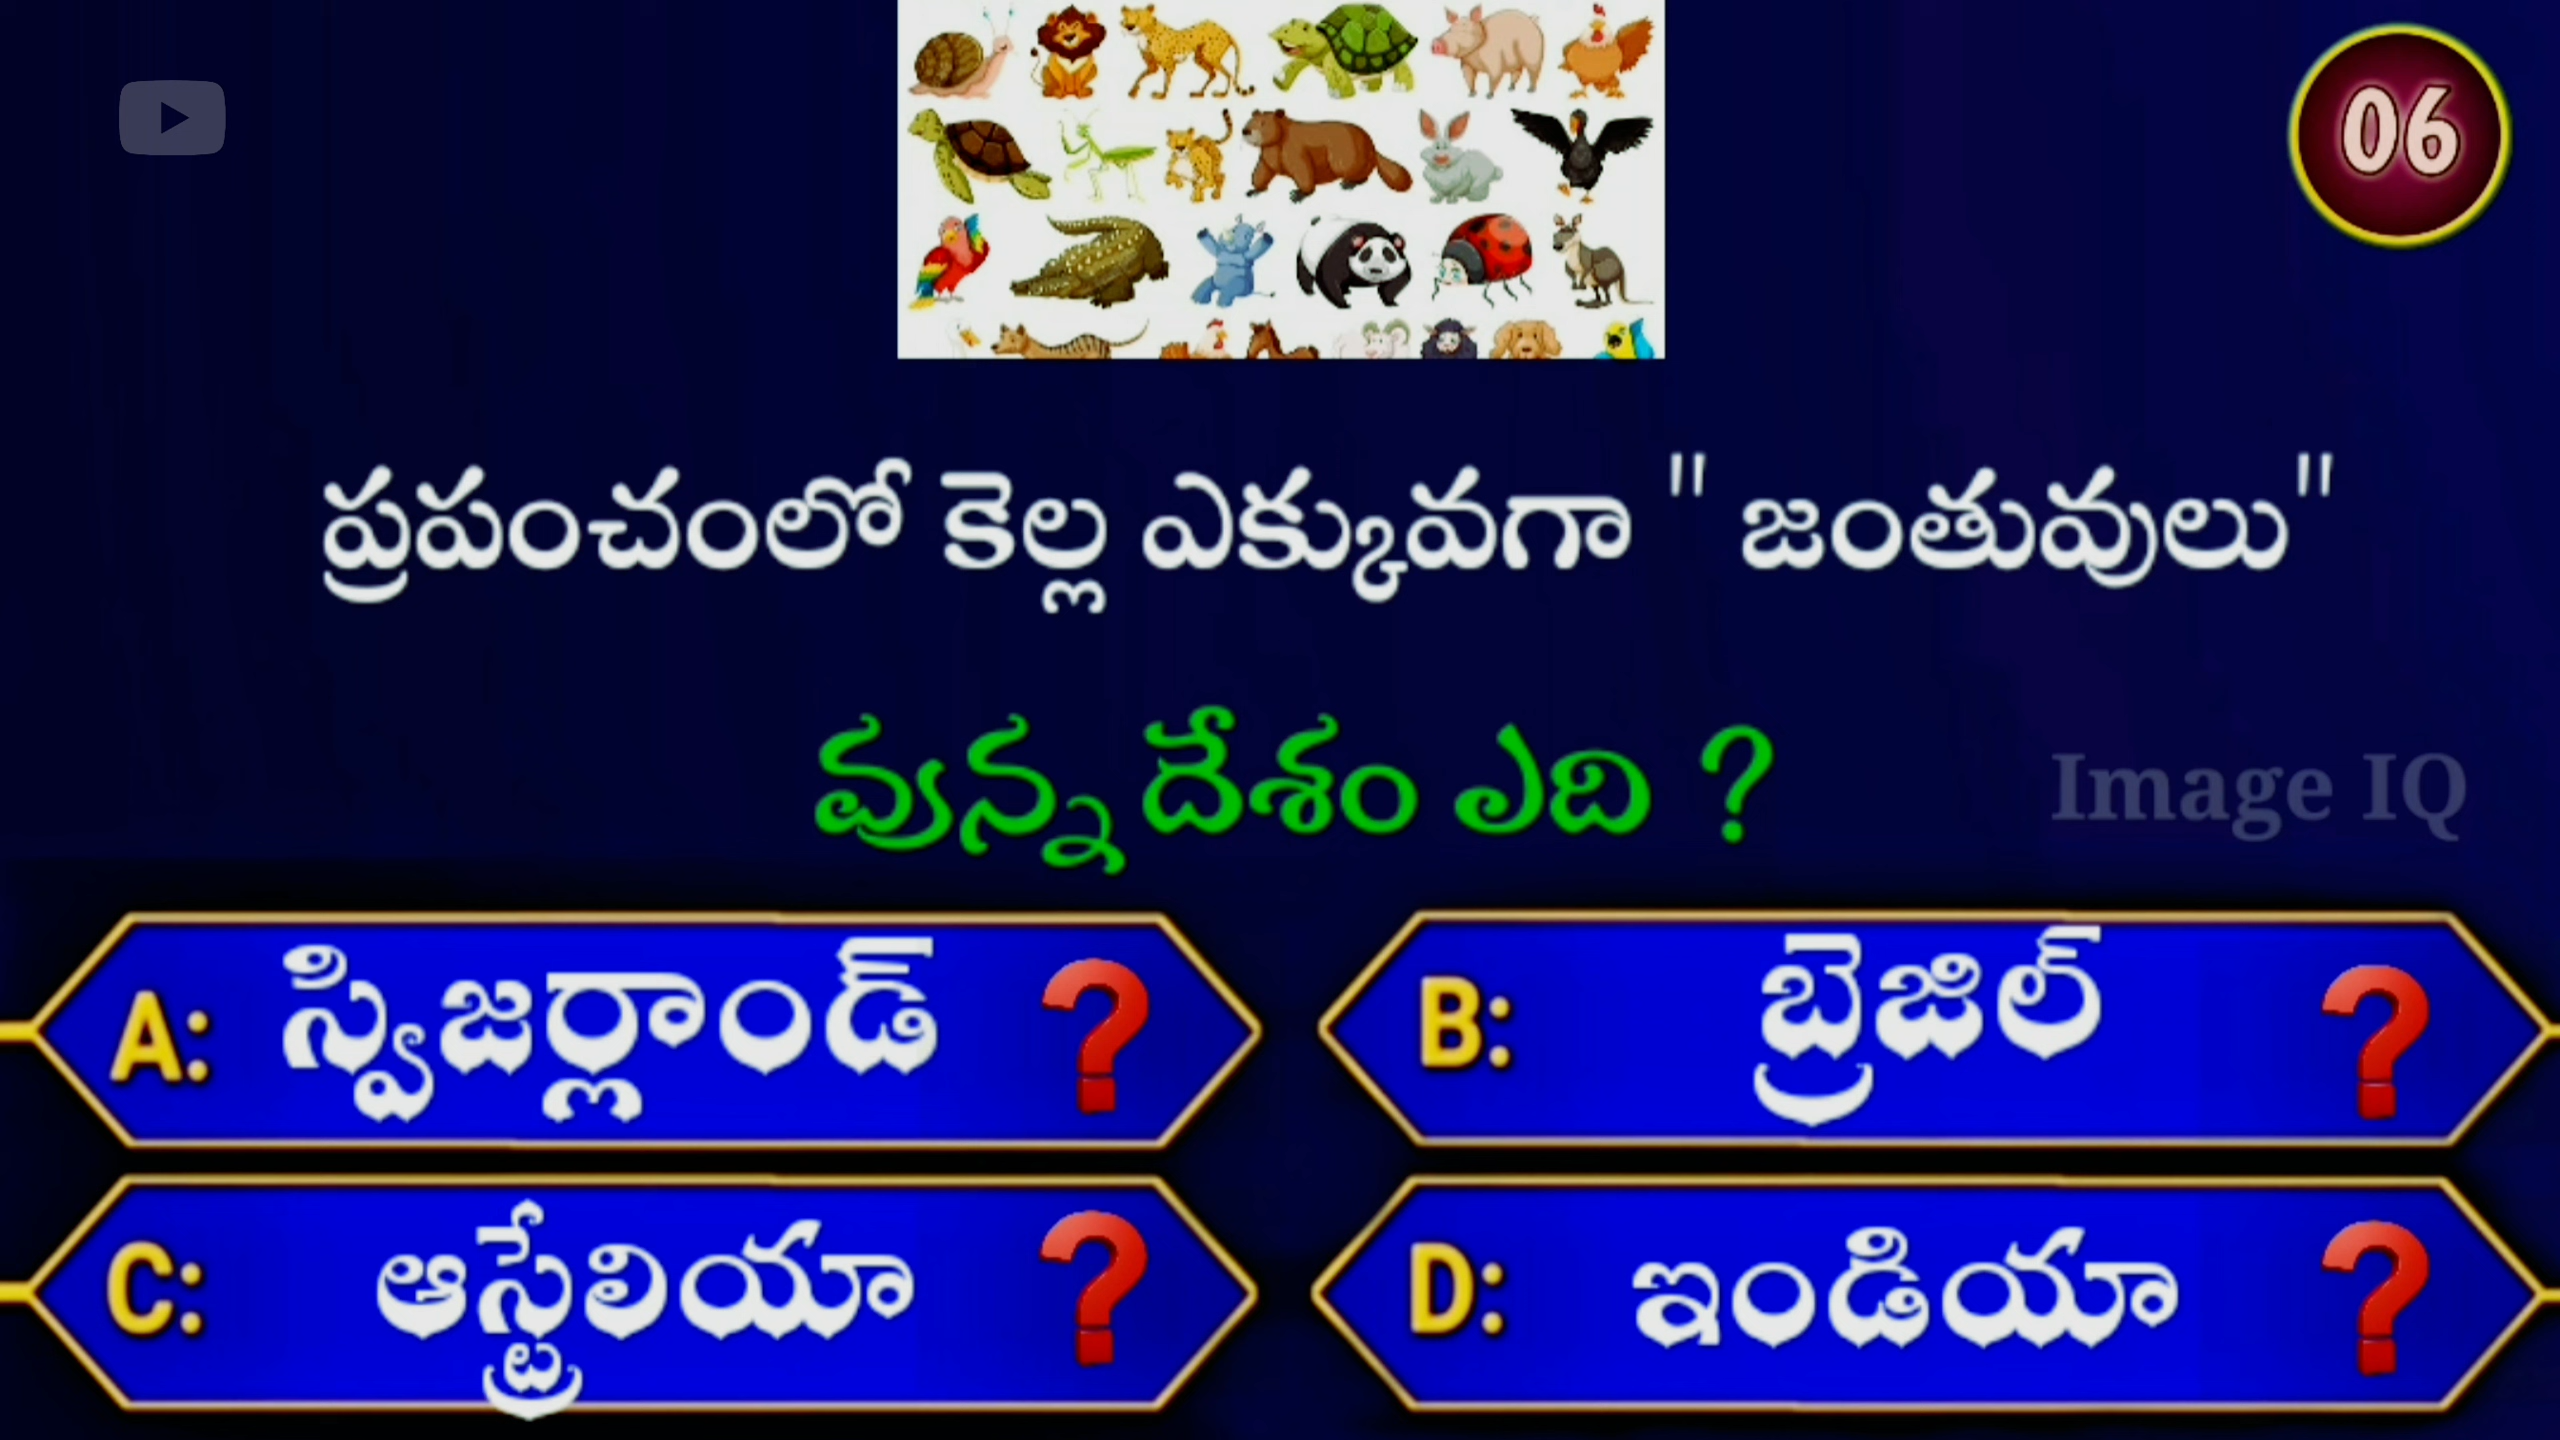 06
ప్రపంచంలో కెల్ల ఎక్కువగా " జంతువులు"
వున్న దేశం ఎది ?
Image IQ
A: స్విజర్లాండ్ ?
B: బ్రెజిల్ ?
C: ఆస్ట్రేలియా ?
D: ఇండియా ?